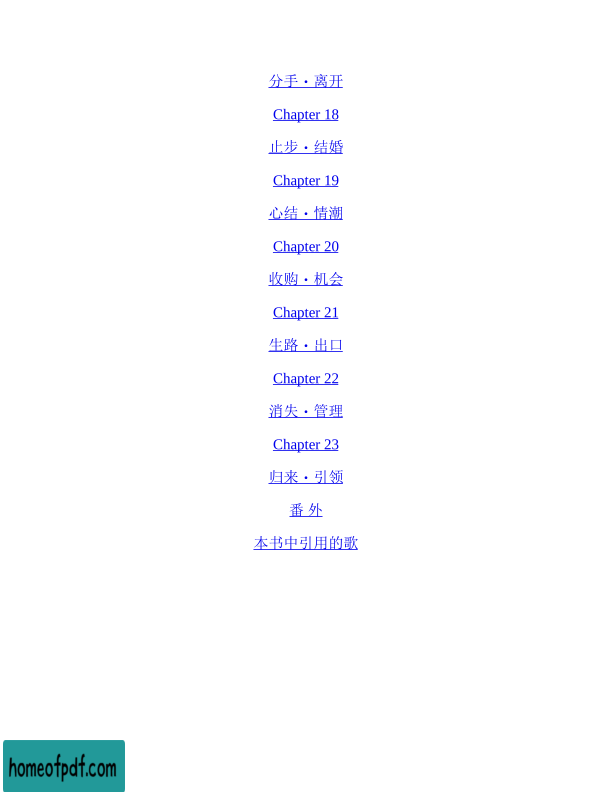 分手・离开
Chapter 18
止步・结婚
Chapter 19
心结・情潮
Chapter 20
收购・机会
Chapter 21
生路・出口
Chapter 22
消失・管理
Chapter 23
归来・引领
番 外
本书中引用的歌
homeofpdf.com